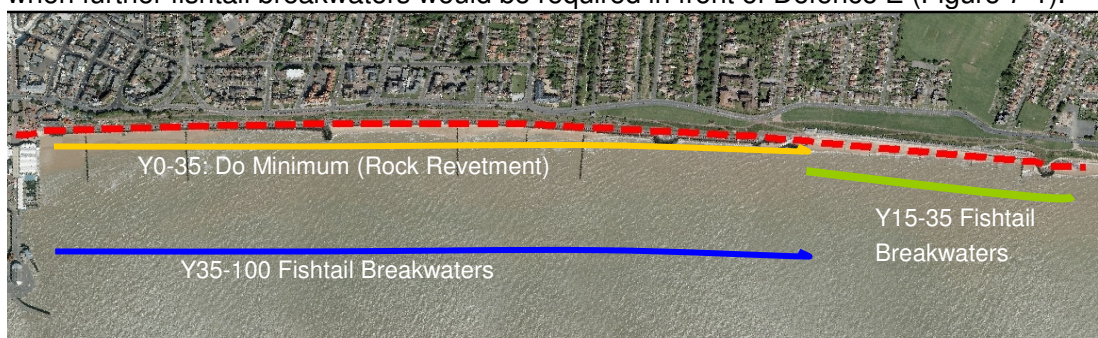 when further fishtail breakwaters would be required in front of Defence E (Figure 7-1).
Y0-35: Do Minimum (Rock Revetment)
Y15-35 Fishtail
Breakwaters
Y35-100 Fishtail Breakwaters